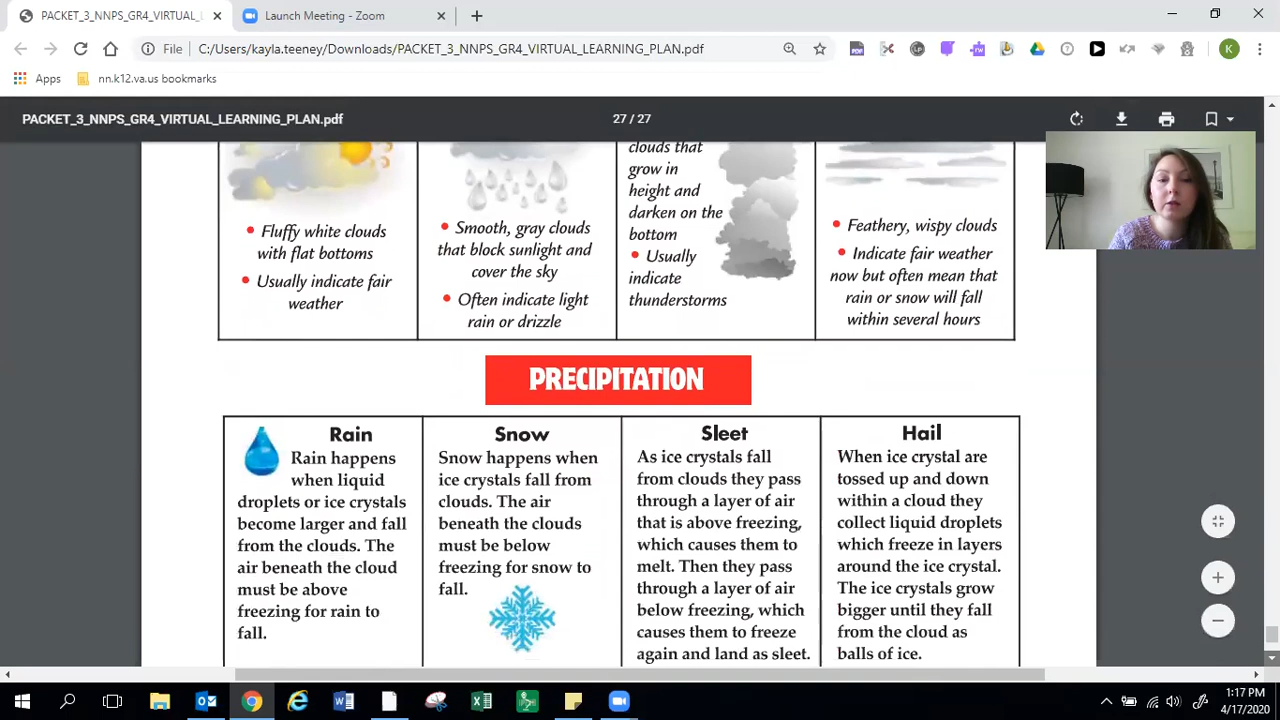 PACKET_3_NNPS_GR4_VIRTUAL_L
Launch Meeting - Zoom
File
C:/Users/kayla.teeney/Downloads/PACKET_3_NNPS_GR4_VIRTUAL_LEARNING_PLAN.pdf
K
Apps
nn.k12.va.us bookmarks
PACKET_3_NNPS_GR4_VIRTUAL_LEARNING_PLAN.pdf
27 / 27
• Fluffy white clouds
with flat bottoms
• Usually indicate fair
weather
• Smooth, gray clouds
that block sunlight and
cover the sky
• Often indicate light
rain or drizzle
clouds that
grow in
height and
darken on the
bottom
• Usually
indicate
thunderstorms
• Feathery, wispy clouds
• Indicate fair weather
now but often mean that
rain or snow will fall
within several hours
PRECIPITATION
Rain
Rain happens
when liquid
droplets or ice crystals
become larger and fall
from the clouds. The
air beneath the cloud
must be above
freezing for rain to
fall.
Snow
Snow happens when
ice crystals fall from
clouds. The air
beneath the clouds
must be below
freezing for snow to
fall.
Sleet
As ice crystals fall
from clouds they pass
through a layer of air
that is above freezing,
which causes them to
melt. Then they pass
through a layer of air
below freezing, which
causes them to freeze
again and land as sleet.
Hail
When ice crystal are
tossed up and down
within a cloud they
collect liquid droplets
which freeze in layers
around the ice crystal.
The ice crystals grow
bigger until they fall
from the cloud as
balls of ice.
1:17 PM
4/17/2020